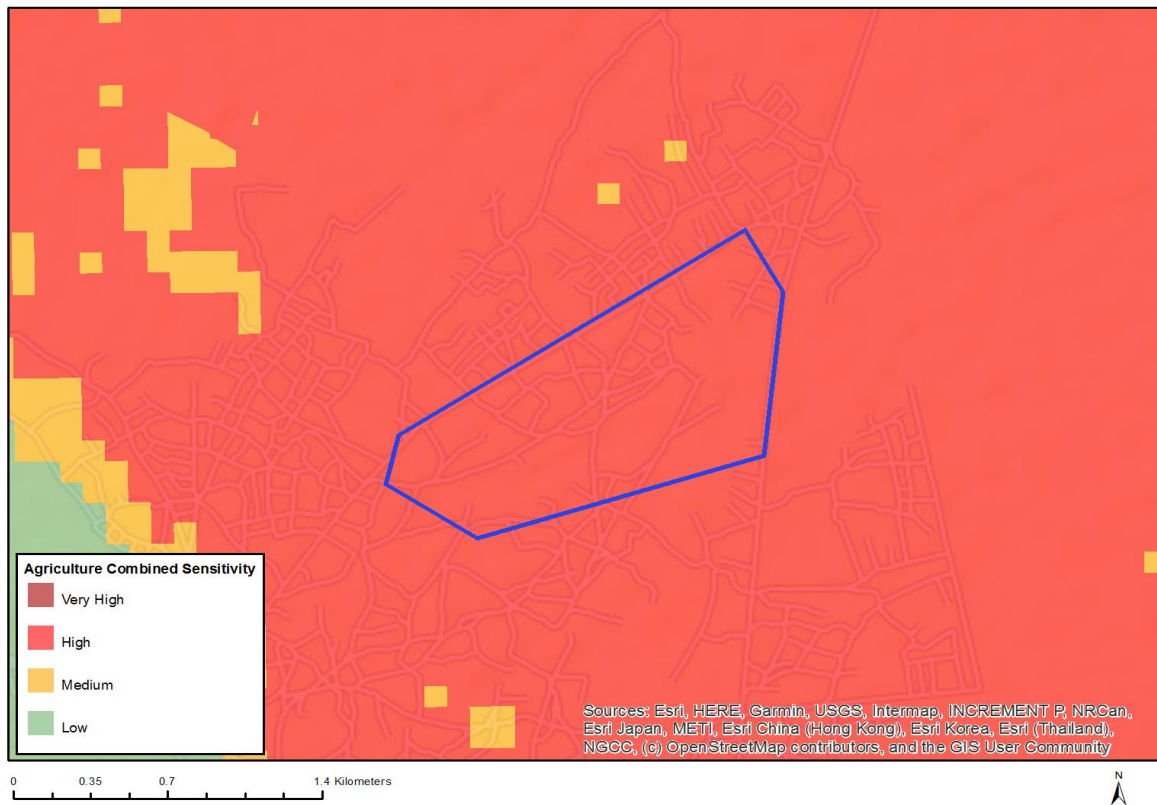 Agriculture Combined Sensitivity
Very High
High
Medium
Low
Sources: Esri, HERE, Garmin, USGS, Intermap, INCREMENT P, NRCan,
Esri Japan, METI, Esri China (Hong Kong), Esri Korea, Esri (Thailand),
NGCC, (c) OpenStreetMap contributors, and the GIS User Community
0 0.35 0.7 1.4 Kilometers
N